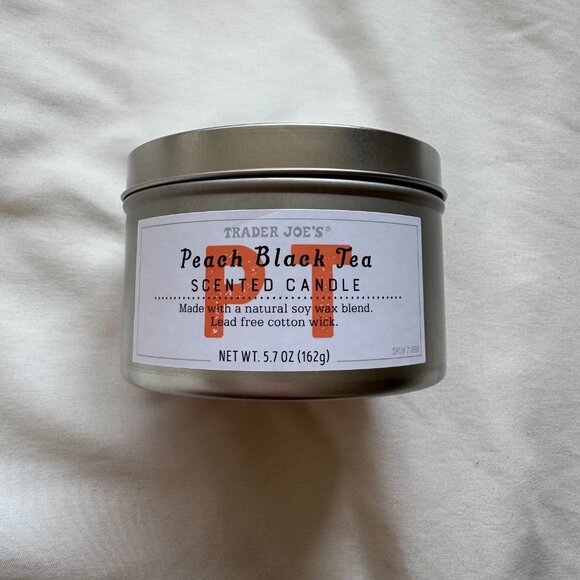 TRADER JOE'S®
Peach Black Tea
PT
SCENTED CANDLE
Made with a natural soy wax blend.
Lead free cotton wick.
NET WT. 5.7 OZ (162g)
SKU#